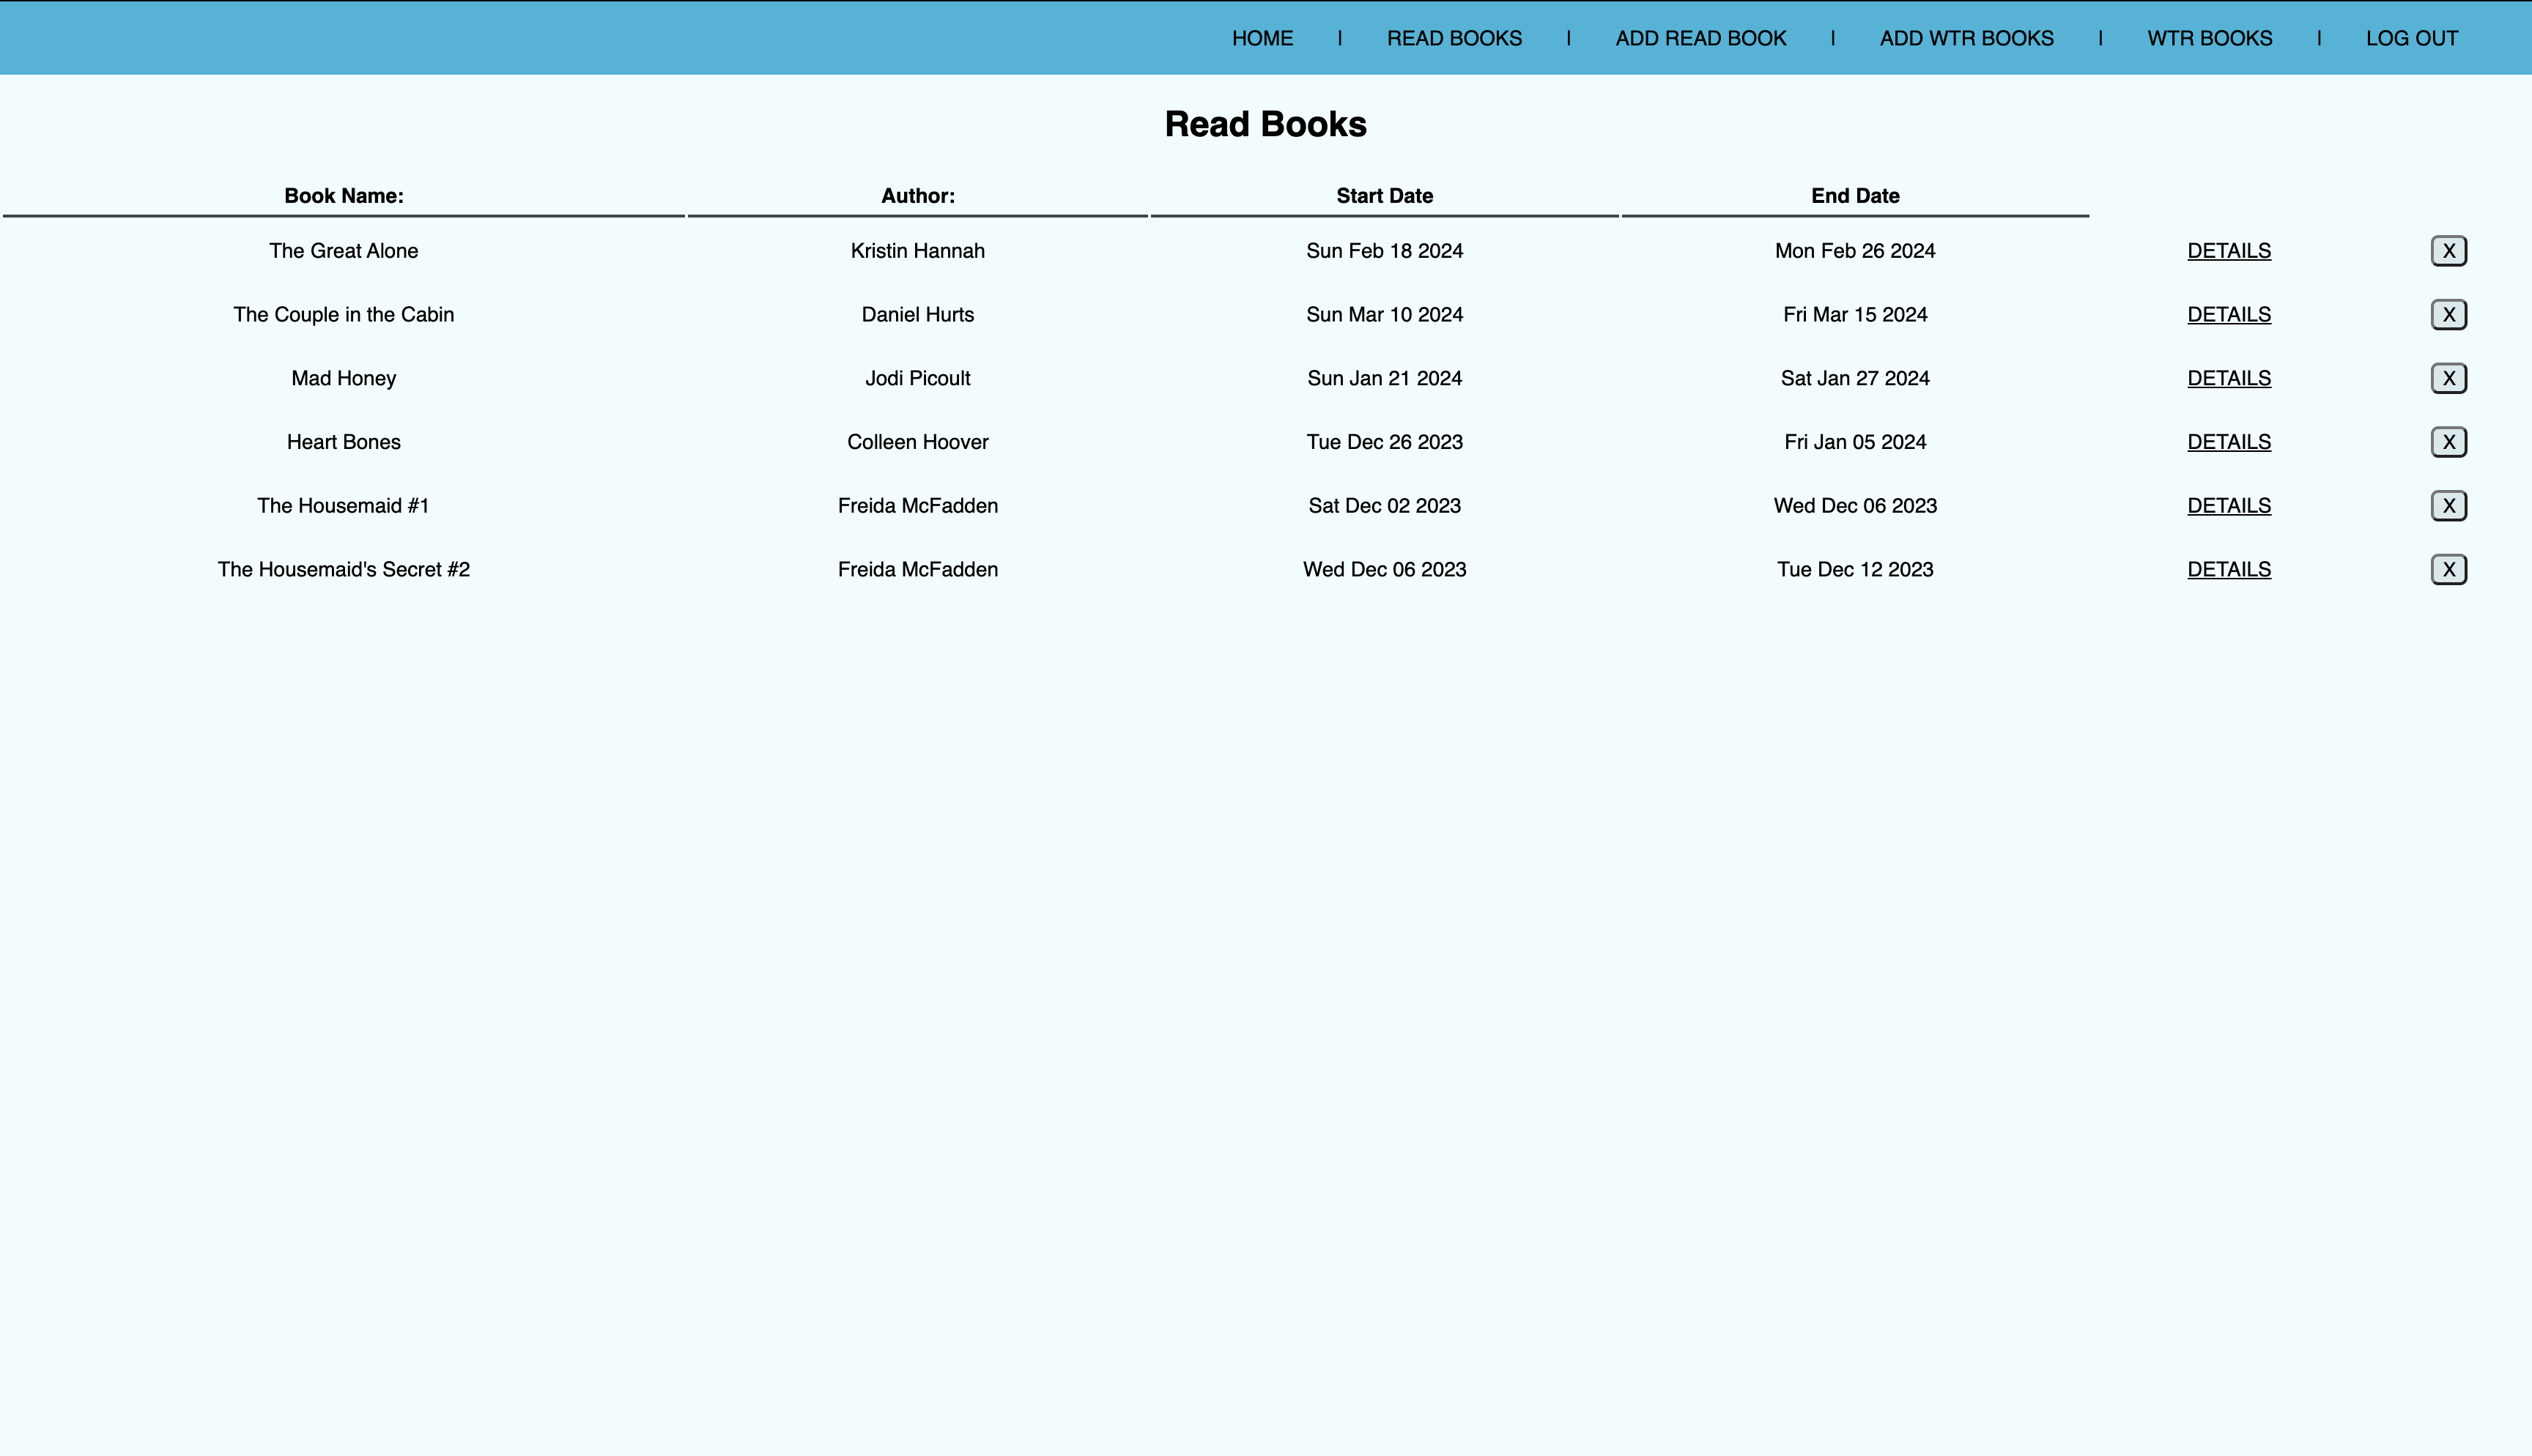 HOME | READ BOOKS | ADD READ BOOK | ADD WTR BOOKS | WTR BOOKS | LOG OUT
Read Books
Book Name: Author: Start Date End Date
The Great Alone Kristin Hannah Sun Feb 18 2024 Mon Feb 26 2024 DETAILS X
The Couple in the Cabin Daniel Hurts Sun Mar 10 2024 Fri Mar 15 2024 DETAILS X
Mad Honey Jodi Picoult Sun Jan 21 2024 Sat Jan 27 2024 DETAILS X
Heart Bones Colleen Hoover Tue Dec 26 2023 Fri Jan 05 2024 DETAILS X
The Housemaid #1 Freida McFadden Sat Dec 02 2023 Wed Dec 06 2023 DETAILS X
The Housemaid's Secret #2 Freida McFadden Wed Dec 06 2023 Tue Dec 12 2023 DETAILS X